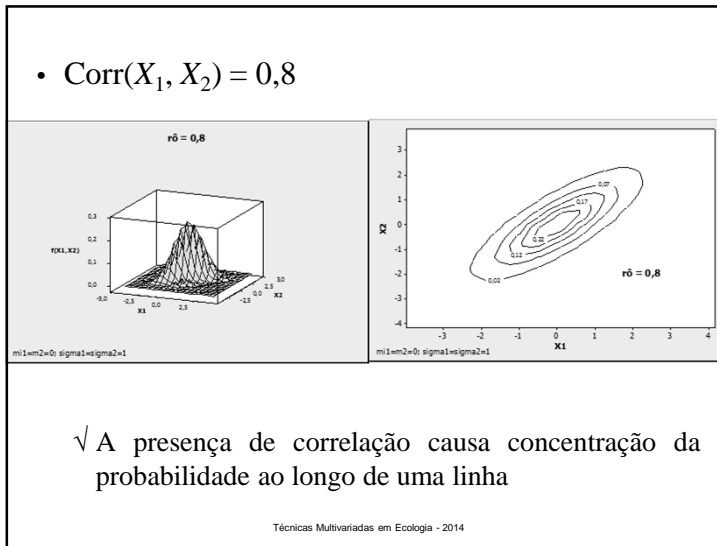 • Corr(X₁, X₂) = 0,8
rô = 0,8
0,3
0,2
f(X1,X2)
0,1
0,0
-5,0
-2,5
0,0
2,5
X1
-2,5
0,0
2,5
5,0
X2
mi1=m2=0; sigma1=sigma2=1
3
2
1
0
-1
-2
-3
-4
X2
0,07
0,17
0,22
0,12
0,02
rô = 0,8
-3 -2 -1 0 1 2 3 4
X1
mi1=m2=0; sigma1=sigma2=1
√ A presença de correlação causa concentração da
probabilidade ao longo de uma linha
Técnicas Multivariadas em Ecologia - 2014